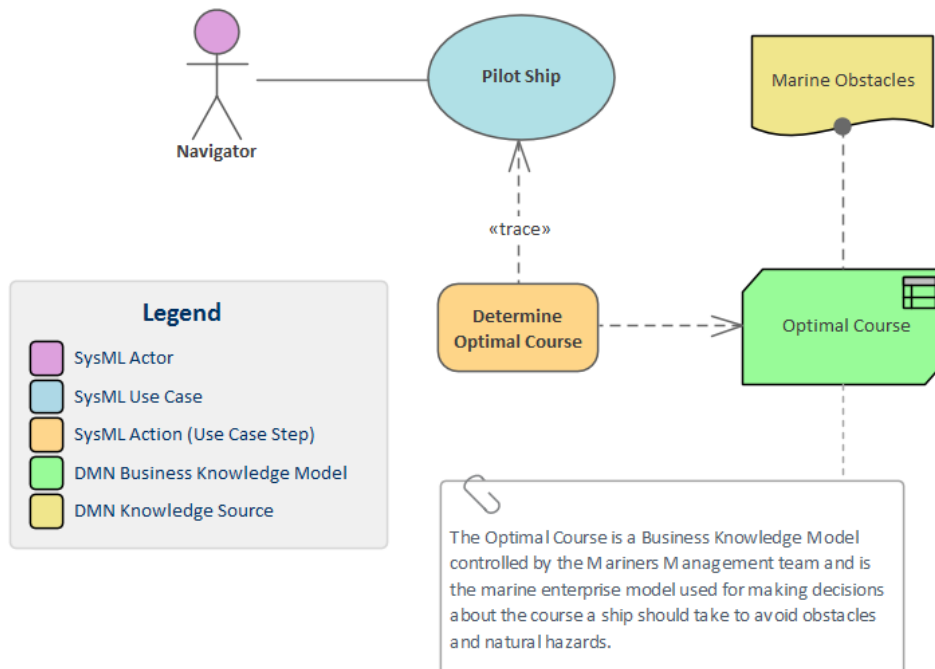 Pilot Ship
Marine Obstacles
Navigator
«trace»
Determine
Optimal Course
Optimal Course
Legend
SysML Actor
SysML Use Case
SysML Action (Use Case Step)
DMN Business Knowledge Model
DMN Knowledge Source
The Optimal Course is a Business Knowledge Model
controlled by the Mariners Management team and is
the marine enterprise model used for making decisions
about the course a ship should take to avoid obstacles
and natural hazards.